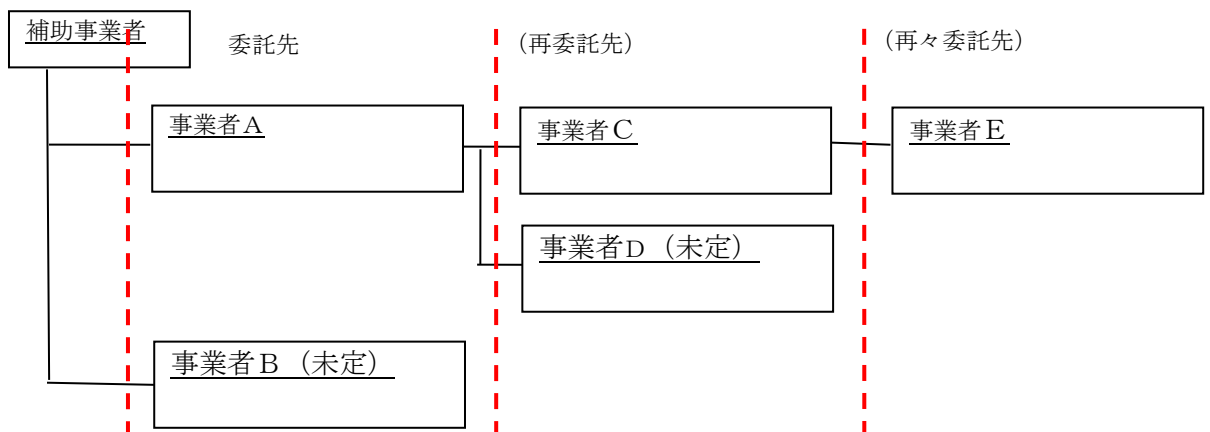 補助事業者
委託先
(再委託先)
(再々委託先)
事業者A
事業者C
事業者E
事業者D（未定）
事業者B（未定）